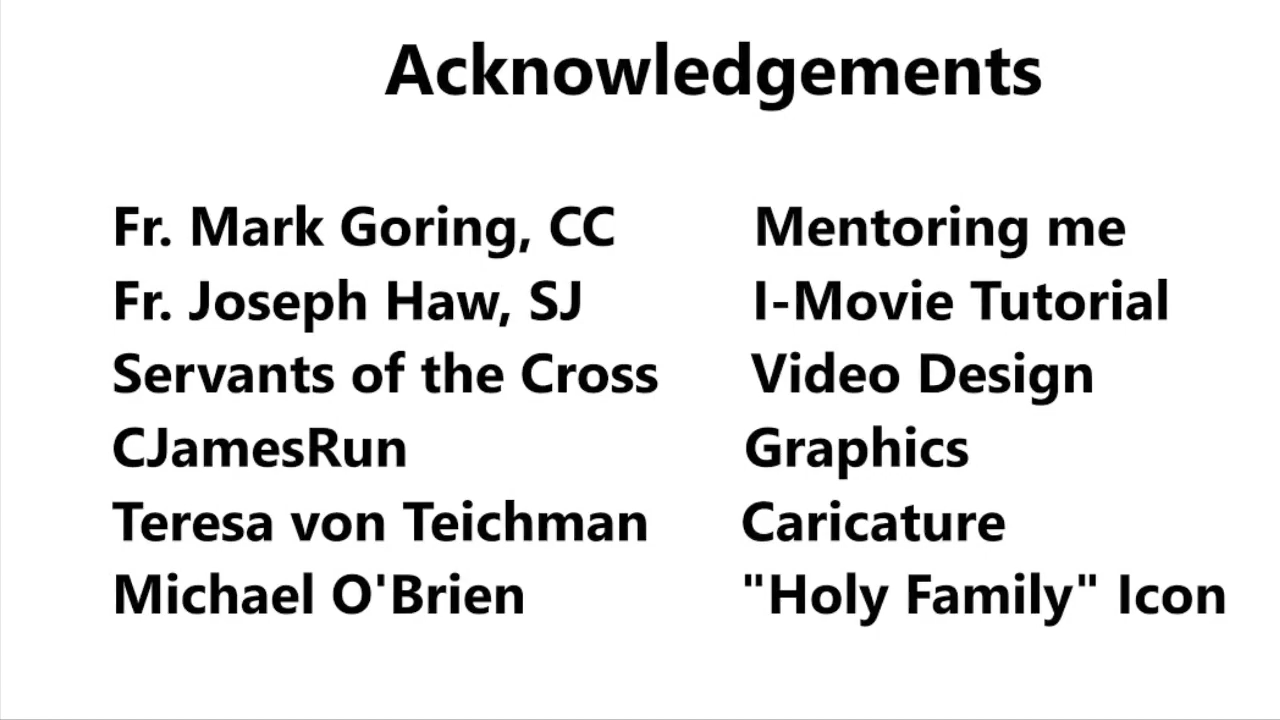 Acknowledgements
Fr. Mark Goring, CC Mentoring me
Fr. Joseph Haw, SJ I-Movie Tutorial
Servants of the Cross Video Design
CJamesRun Graphics
Teresa von Teichman Caricature
Michael O'Brien "Holy Family" Icon